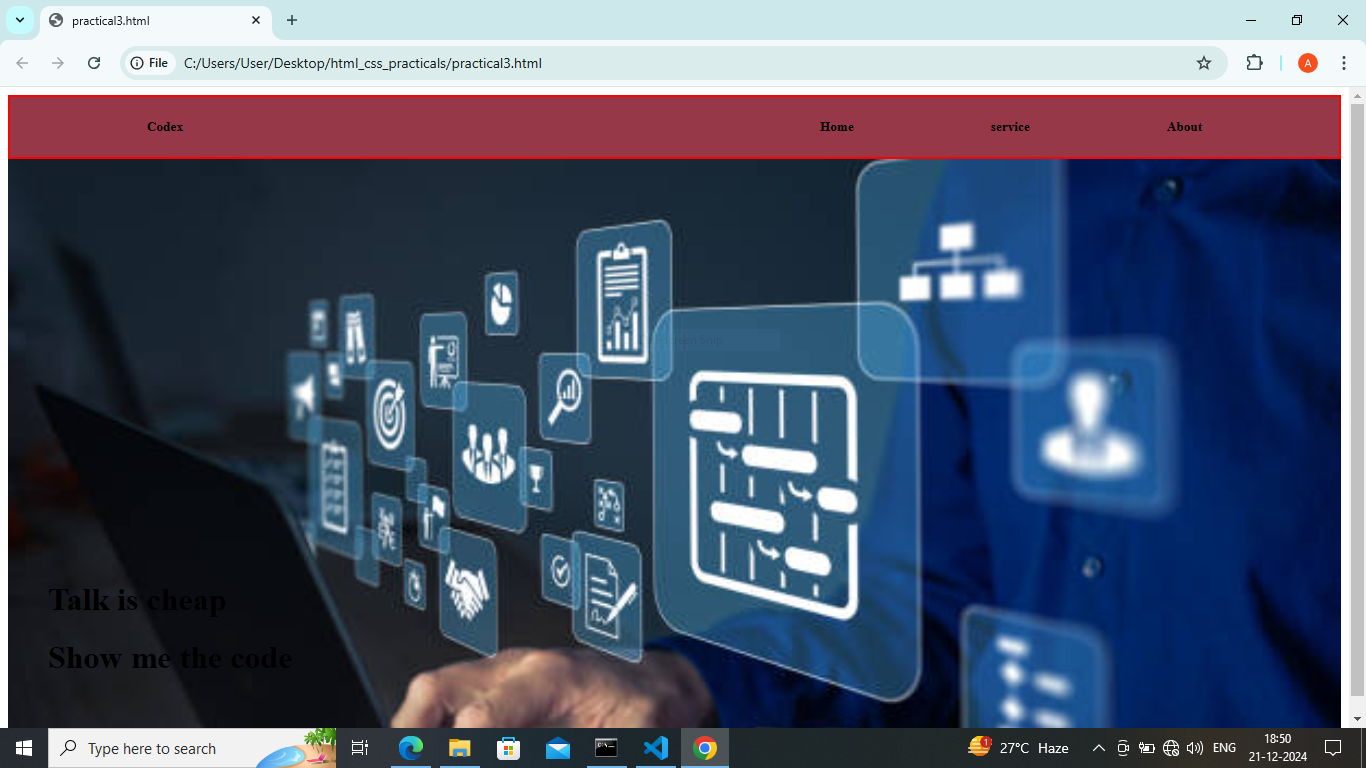 practical3.html
File
C:/Users/User/Desktop/html_css_practicals/practical3.html
A
Codex
Home
service
About
Talk is cheap
Show me the code
Type here to search
1
27°C Haze
ENG
18:50
21-12-2024